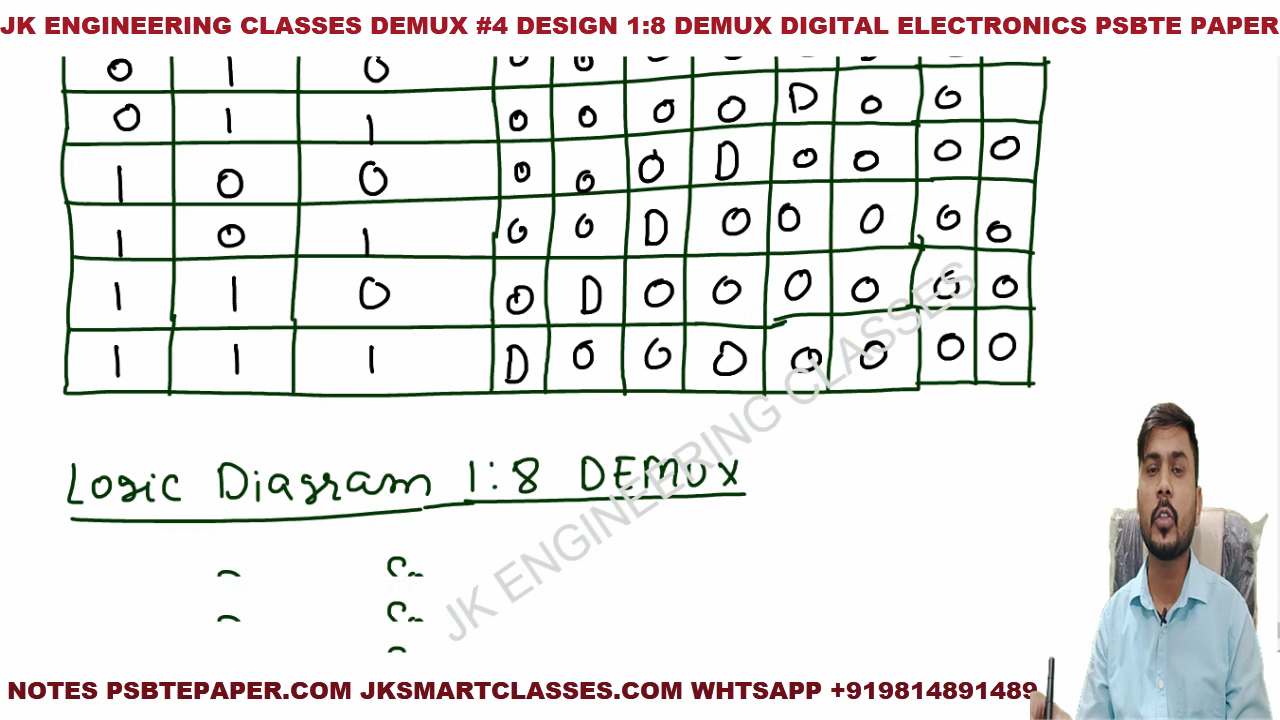 JK ENGINEERING CLASSES DEMUX #4 DESIGN 1:8 DEMUX DIGITAL ELECTRONICS PSBTE PAPER
0 1 0
0 1 1 0 0 0 0 D 0 0
1 0 0 0 0 0 D 0 0 0 0
1 0 1 0 0 D 0 0 0 0 0
1 1 0 0 D 0 0 0 0 0 0
1 1 1 D 0 0 0 0 0 0 0
Logic Diagram 1:8 DEMUX
JK ENGINEERING CLASSES
NOTES PSBTEPAPER.COM JKSMARTCLASSES.COM WHTSAPP +919814891489